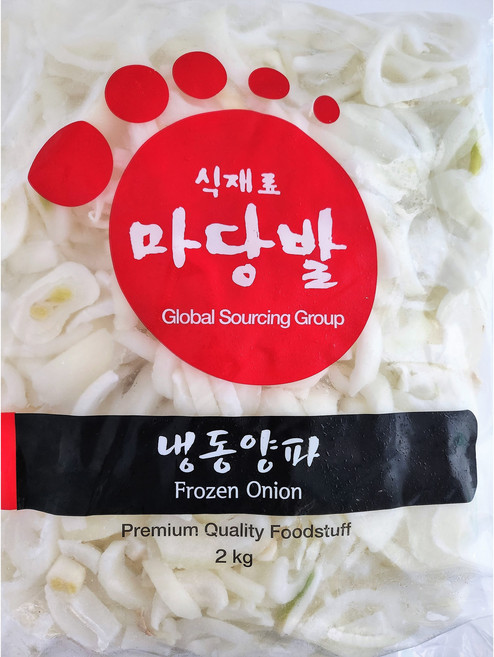 식재료
마당발
Global Sourcing Group
냉동양파
Frozen Onion
Premium Quality Foodstuff
2 kg